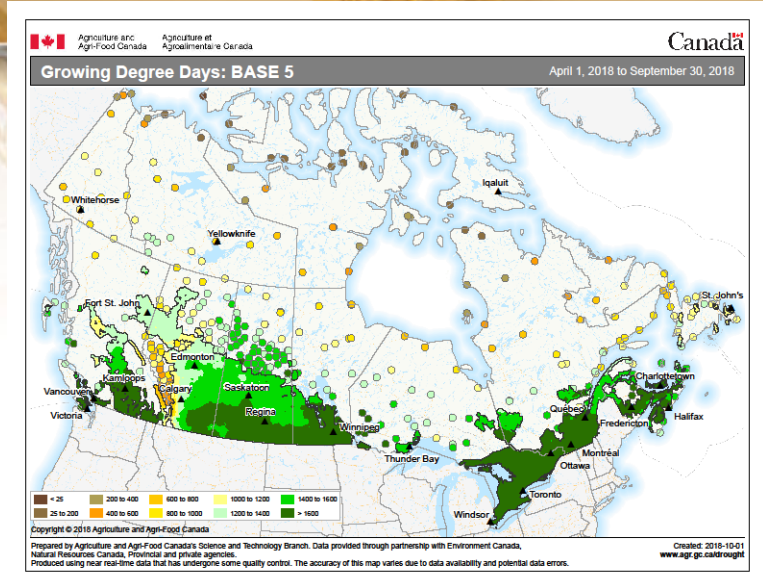 Agriculture and Agriculture et
Agri-Food Canada Agroalimentaire Canada
Canada
Growing Degree Days: BASE 5
April 1, 2018 to September 30, 2018
Iqaluit
Whitehorse
Yellowknife
St. John's
Fort St. John
Edmonton
Charlottetown
Kamloops
Vancouver
Calgary
Saskatoon
Québec
Victoria
Regina
Halifax
Winnipeg
Fredericton
Thunder Bay
Montréal
Ottawa
Toronto
Windsor
< 25
200 to 400
600 to 800
1000 to 1200
1400 to 1600
25 to 200
400 to 600
800 to 1000
1200 to 1400
> 1600
Copyright © 2018 Agriculture and Agri-Food Canada
Prepared by Agriculture and Agri-Food Canada's Science and Technology Branch. Data provided through partnership with Environment Canada,
Natural Resources Canada, Provincial and private agencies.
Produced using near real-time data that has undergone some quality control. The accuracy of this map varies due to data availability and potential data errors.
Created: 2018-10-01
www.agr.gc.ca/drought